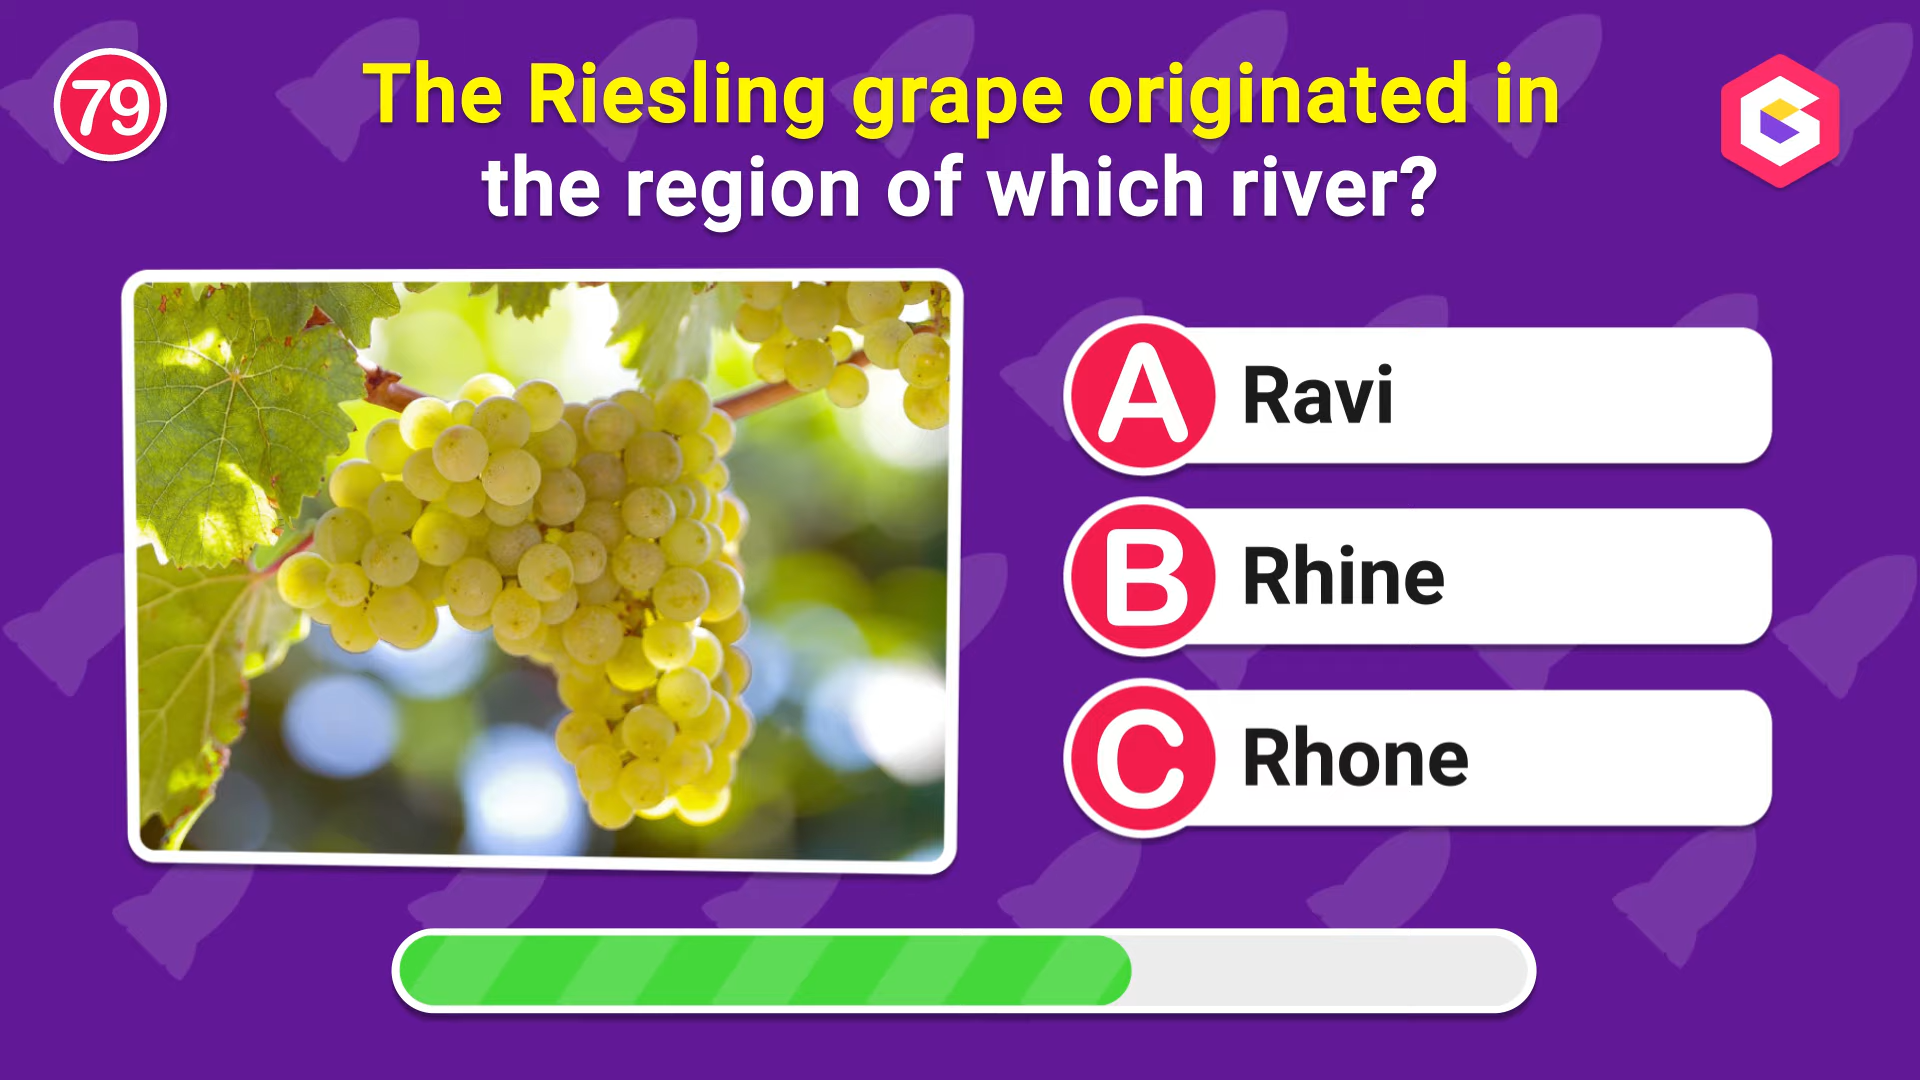 79
The Riesling grape originated in
the region of which river?
A Ravi
B Rhine
C Rhone